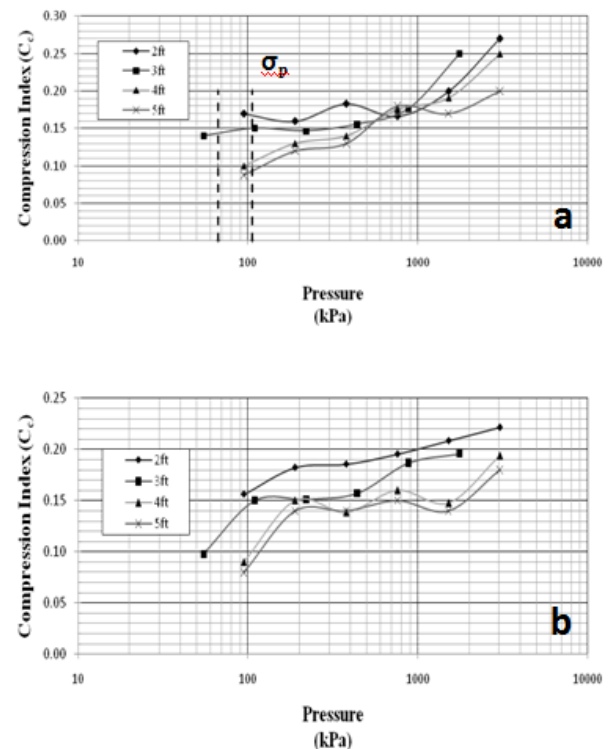 Compression Index (Cc)
0.30
0.25
0.20
0.15
0.10
0.05
0.00
2ft
3ft
4ft
5ft
σp
a
10
100
1000
10000
Pressure
(kPa)
Compression Index (Cc)
0.25
0.20
0.15
0.10
0.05
0.00
2ft
3ft
4ft
5ft
b
10
100
1000
10000
Pressure
(kPa)